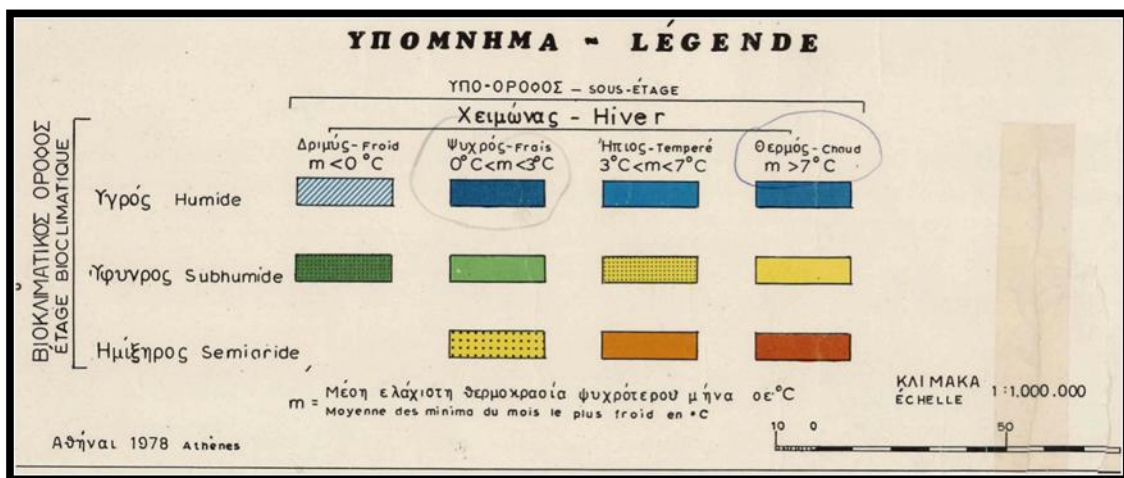 ΥΠΟΜΝΗΜΑ - LÉGENDE
ΥΠΟ-ΟΡΟΦΟΣ - SOUS-ÉTAGE
Χειμώνας - Hiver
Δριμύς-Froid
m<0°C
Ψυχρός-Frais
0°C<m<3°C
Ήπιος-Temperé
3°C<m<7°C
Θερμός-Chaud
m>7°C
ΒΙΟΚΛΙΜΑΤΙΚΟΣ ΟΡΟΦΟΣ
ÉTAGE BIOCLIMATIQUE
Υγρός Humide
Ύφυγρος Subhumide
Ημίξηρος Semiaride
m = Μέση ελάχιστη θερμοκρασία ψυχρότερου μήνα σε °C
Moyenne des minima du mois le plus froid en °C
ΚΛΙΜΑΚΑ
ÉCHELLE
1:1.000.000
10 0 50
Αθήναι 1978 Athènes